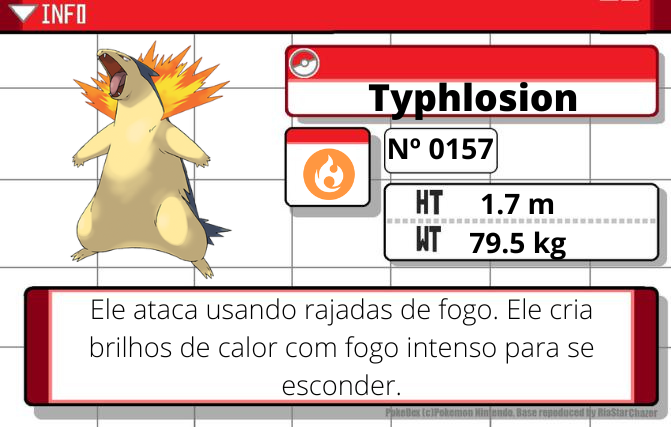 INFO
Typhlosion
Nº 0157
HT 1.7 m
WT 79.5 kg
Ele ataca usando rajadas de fogo. Ele cria
brilhos de calor com fogo intenso para se
esconder.
PokeDex (c)Pokemon Nintendo. Base repoduced by RiaStarChazer